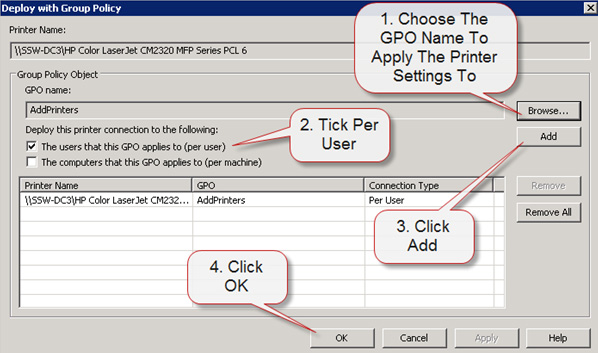 Deploy with Group Policy
Printer Name:
\\SSW-DC3\HP Color LaserJet CM2320 MFP Series PCL 6
1. Choose The
GPO Name To
Apply The Printer
Settings To
Group Policy Object
GPO name:
AddPrinters
Browse...
Deploy this printer connection to the following:
The users that this GPO applies to (per user)
The computers that this GPO applies to (per machine)
2. Tick Per
User
Add
Printer Name GPO Connection Type
\\SSW-DC3\HP Color LaserJet CM232... AddPrinters Per User
Remove
Remove All
3. Click
Add
4. Click
OK
OK Cancel Apply Help